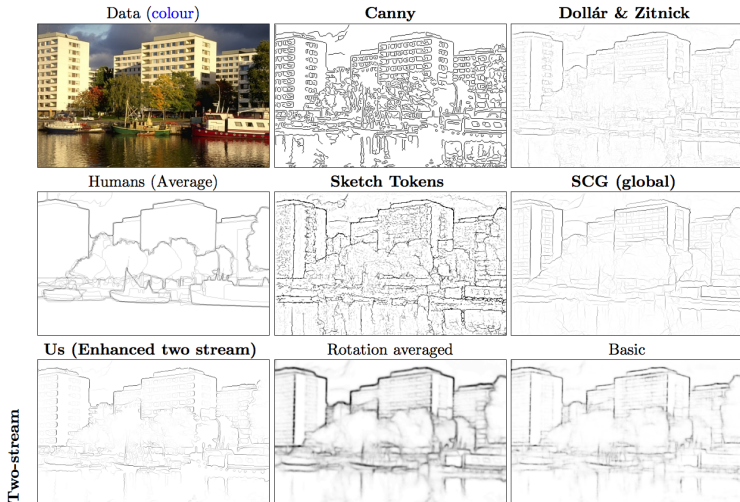 Data (colour)
Canny
Dollár & Zitnick
Humans (Average)
Sketch Tokens
SCG (global)
Us (Enhanced two stream)
Rotation averaged
Basic
Two-stream